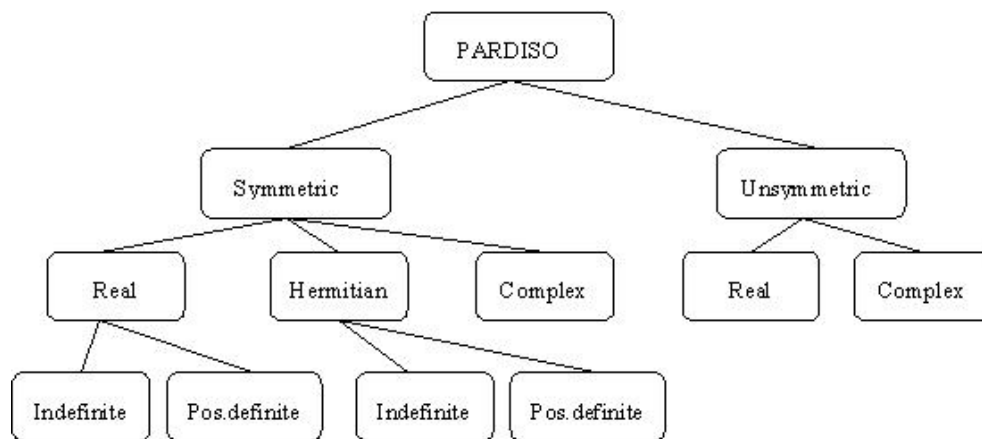 PARDISO
Symmetric
Unsymmetric
Real
Hermitian
Complex
Real
Complex
Indefinite
Pos.definite
Indefinite
Pos.definite